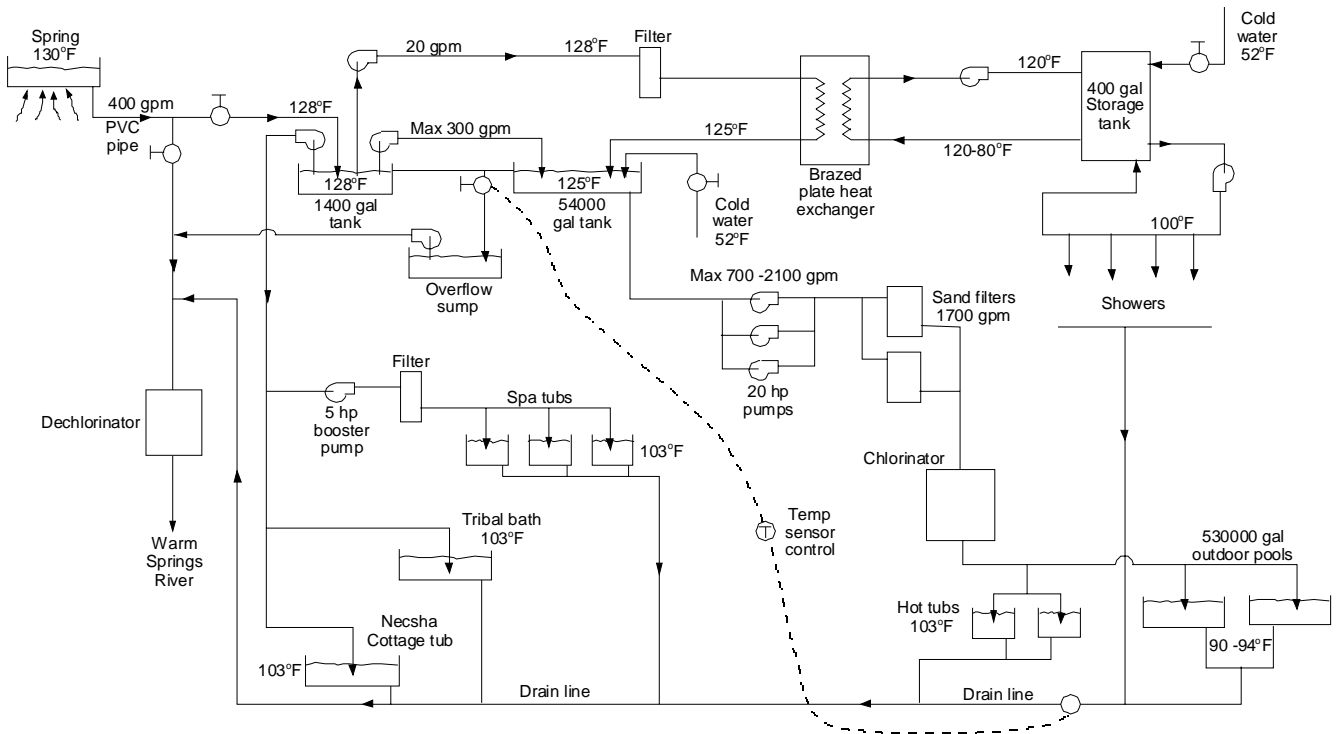 Spring
130°F
400 gpm
PVC
pipe
128°F
20 gpm
128°F
Filter
Max 300 gpm
128°F
1400 gal
tank
125°F
54000
gal tank
125°F
Cold
water
52°F
Brazed
plate heat
exchanger
120°F
120-80°F
400 gal
Storage
tank
Cold
water
52°F
100°F
Showers
Overflow
sump
Max 700 -2100 gpm
20 hp
pumps
Sand filters
1700 gpm
Dechlorinator
Warm
Springs
River
5 hp
booster
pump
Filter
Spa tubs
103°F
Chlorinator
Tribal bath
103°F
T
Temp
sensor
control
530000 gal
outdoor pools
Hot tubs
103°F
90 -94°F
Necsha
Cottage tub
103°F
Drain line
Drain line